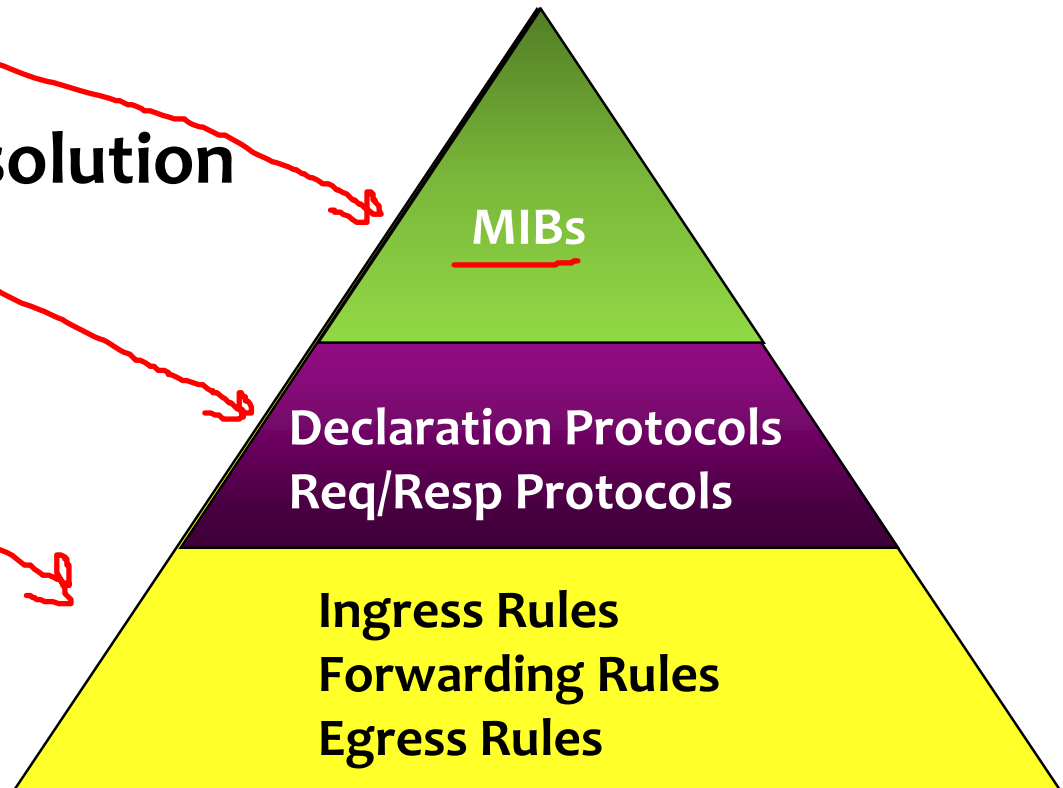 solution
MIBs
Declaration Protocols
Req/Resp Protocols
Ingress Rules
Forwarding Rules
Egress Rules